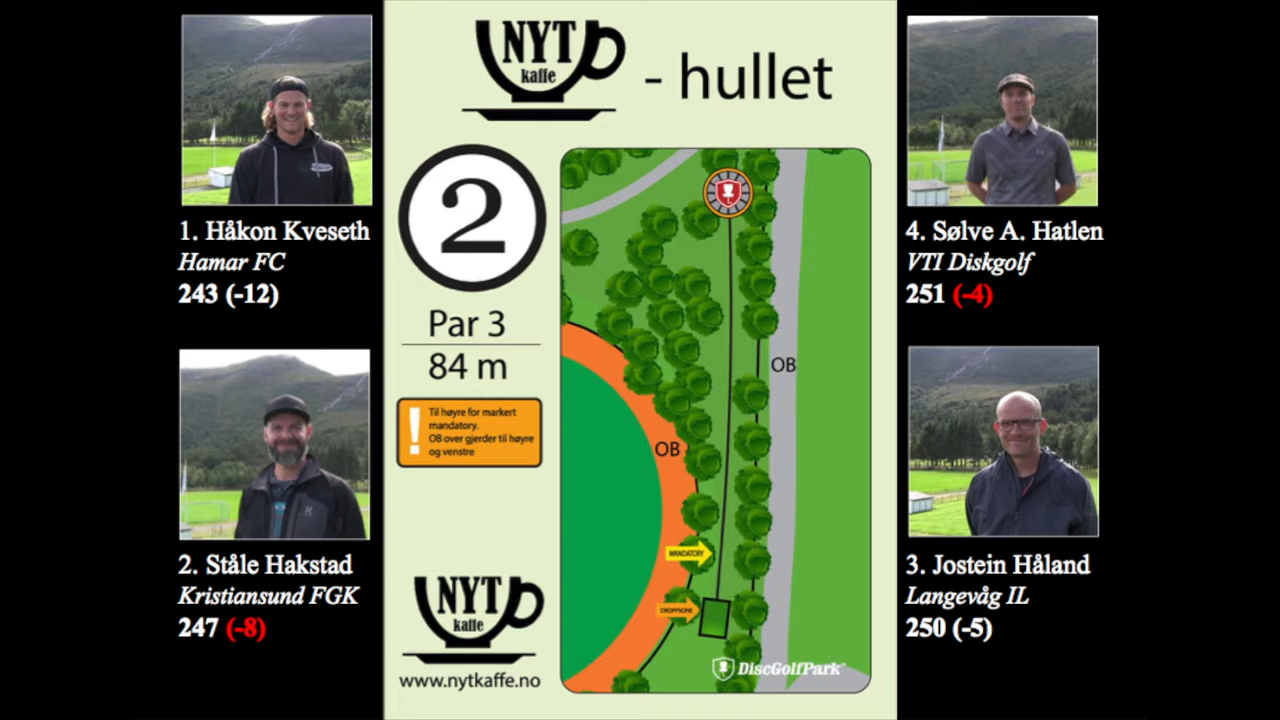 1. Håkon Kveseth
Hamar FC
243 (-12)
2. Ståle Hakstad
Kristiansund FGK
247 (-8)
NYT
kaffe
- hullet
2
Par 3
84 m
!
Til høyre for markert
mandatory.
OB over gjerder til høyre
og venstre
NYT
kaffe
www.nytkaffe.no
OB
OB
MANDATORY
DROPPSONE
DiscGolfPark
4. Sølve A. Hatlen
VTI Diskgolf
251 (-4)
3. Jostein Håland
Langevåg IL
250 (-5)